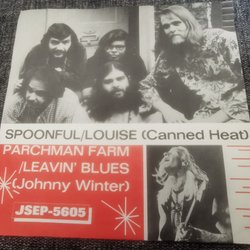 SPOONFUL/LOUISE (Canned Heat)
PARCHMAN FARM
/LEAVIN' BLUES
(Johnny Winter)
JSEP-5605